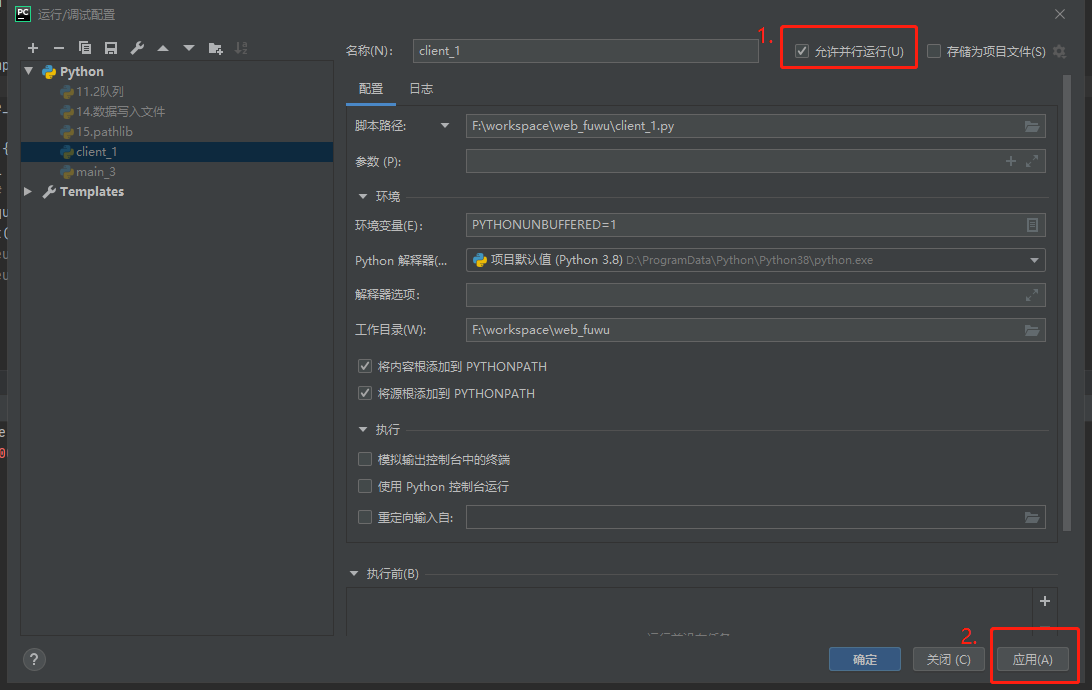 PC 运行/调试配置
1.
名称(N): client_1 允许并行运行(U) 存储为项目文件(S)
Python
11.2队列
14.数据写入文件
15.pathlib
client_1
main_3
Templates
配置 日志
脚本路径: F:\workspace\web_fuwu\client_1.py
参数 (P):
环境
环境变量(E): PYTHONUNBUFFERED=1
Python 解释器(... 项目默认值 (Python 3.8) D:\ProgramData\Python\Python38\python.exe
解释器选项:
工作目录(W): F:\workspace\web_fuwu
将内容根添加到 PYTHONPATH
将源根添加到 PYTHONPATH
执行
模拟输出控制台中的终端
使用 Python 控制台运行
重定向输入自:
执行前(B)
2.
? 确定 关闭 (C) 应用(A)